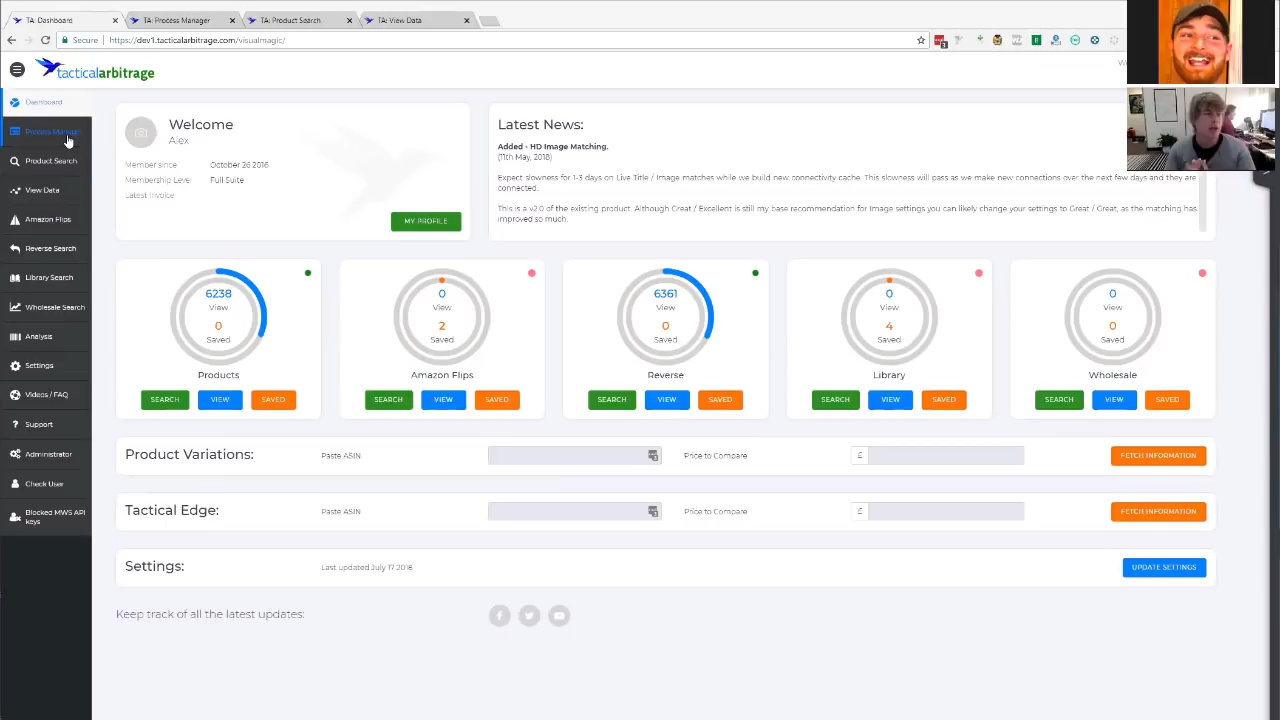 TA: Dashboard
TA: Process Manager
TA: Product Search
TA: View Data
Secure
https://dev1.tacticalarbitrage.com/visualmagic/
tacticalarbitrage
Dashboard
Process Manager
Product Search
View Data
Amazon Flips
Reverse Search
Library Search
Wholesale Search
Analysis
Settings
Videos / FAQ
Support
Administrator
Check User
Blocked MWS API
keys
Welcome
Alex
Member since October 26 2016
Membership Level Full Suite
Latest Invoice
MY PROFILE
Latest News:
Added - HD Image Matching.
(11th May, 2018)
Expect slowness for 1-3 days on Live Title / Image matches while we build new connectivity cache. This slowness will pass as we make new connections over the next few days and they are
connected.
This is a v2.0 of the existing product. Although Great / Excellent is still my base recommendation for Image settings you can likely change your settings to Great / Great, as the matching has
improved so much.
6238
View
0
Saved
Products
SEARCH VIEW SAVED
0
View
2
Saved
Amazon Flips
SEARCH VIEW SAVED
6361
View
0
Saved
Reverse
SEARCH VIEW SAVED
0
View
4
Saved
Library
SEARCH VIEW SAVED
0
View
0
Saved
Wholesale
SEARCH VIEW SAVED
Product Variations: Paste ASIN Price to Compare £ FETCH INFORMATION
Tactical Edge: Paste ASIN Price to Compare £ FETCH INFORMATION
Settings: Last updated July 17 2018 UPDATE SETTINGS
Keep track of all the latest updates: